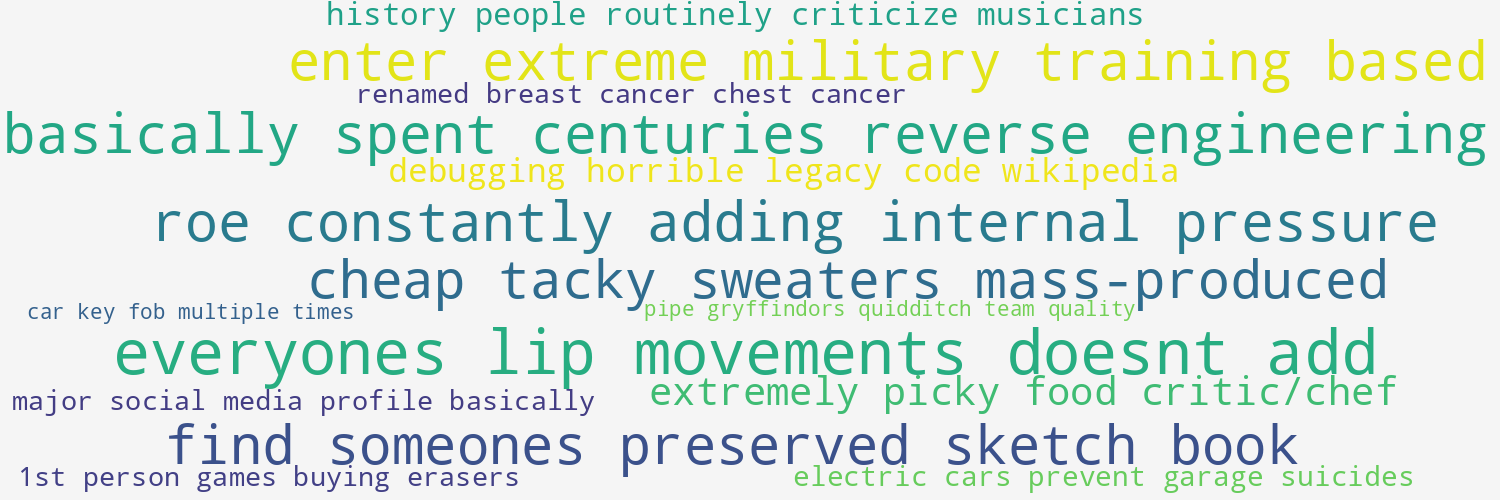 history people routinely criticize musicians
enter extreme military training based
renamed breast cancer chest cancer
basically spent centuries reverse engineering
debugging horrible legacy code wikipedia
roe constantly adding internal pressure
cheap tacky sweaters mass-produced
car key fob multiple times
pipe gryffindors quidditch team quality
everyones lip movements doesnt add
major social media profile basically
extremely picky food critic/chef
find someones preserved sketch book
1st person games buying erasers
electric cars prevent garage suicides